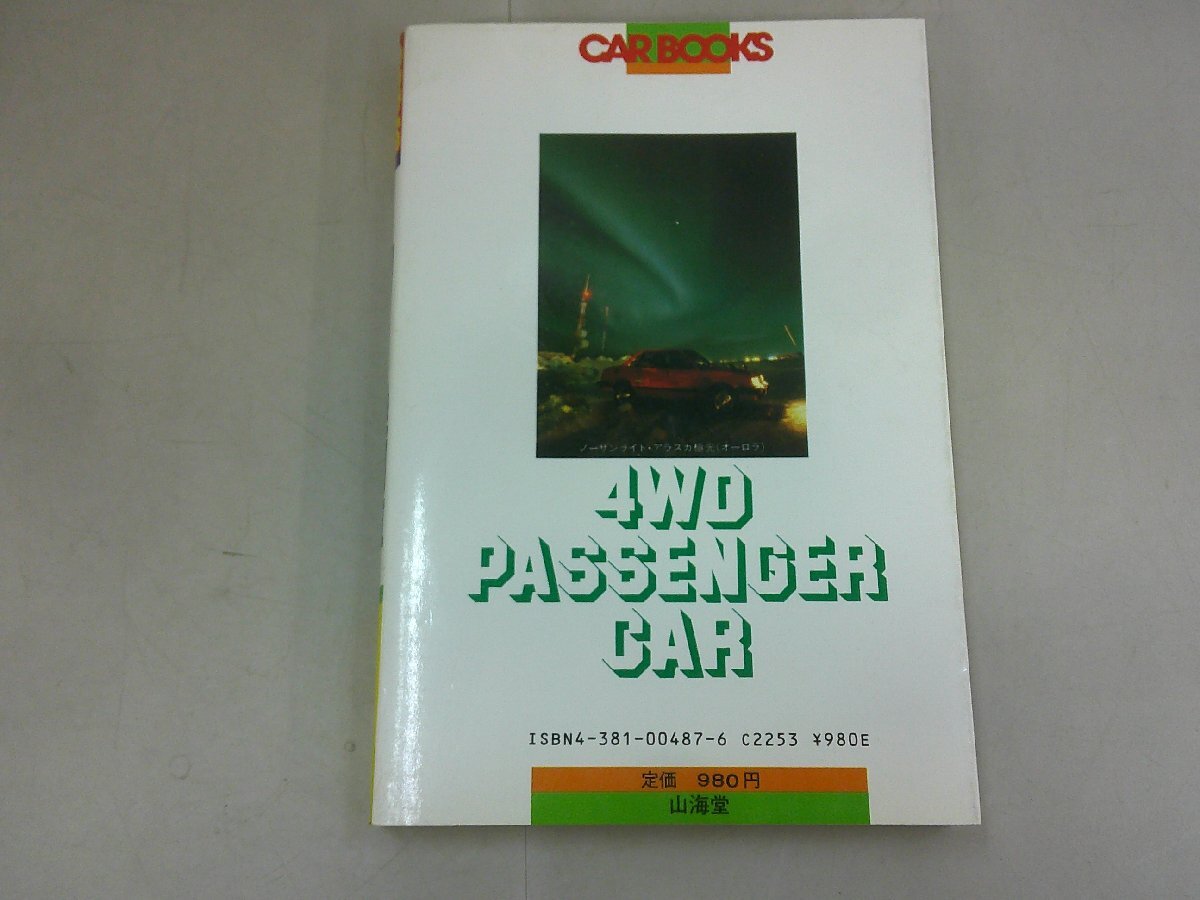 CAR BOOKS
ノーザンライト・アラスカ極光(オーロラ)
4WD
PASSENGER
CAR
ISBN4-381-00487-6 C2253 ¥980E
定価 980円
山海堂